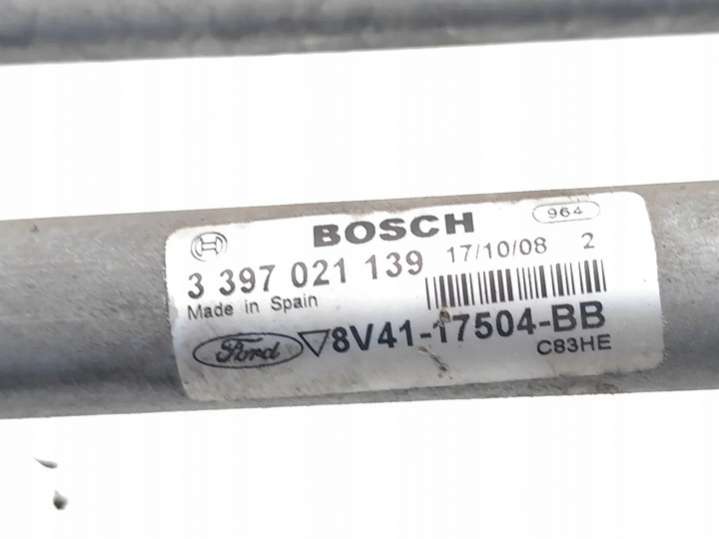 BOSCH 964
3 397 021 139 17/10/08 2
Made in Spain
Ford 8V41-17504-BB
C83HE